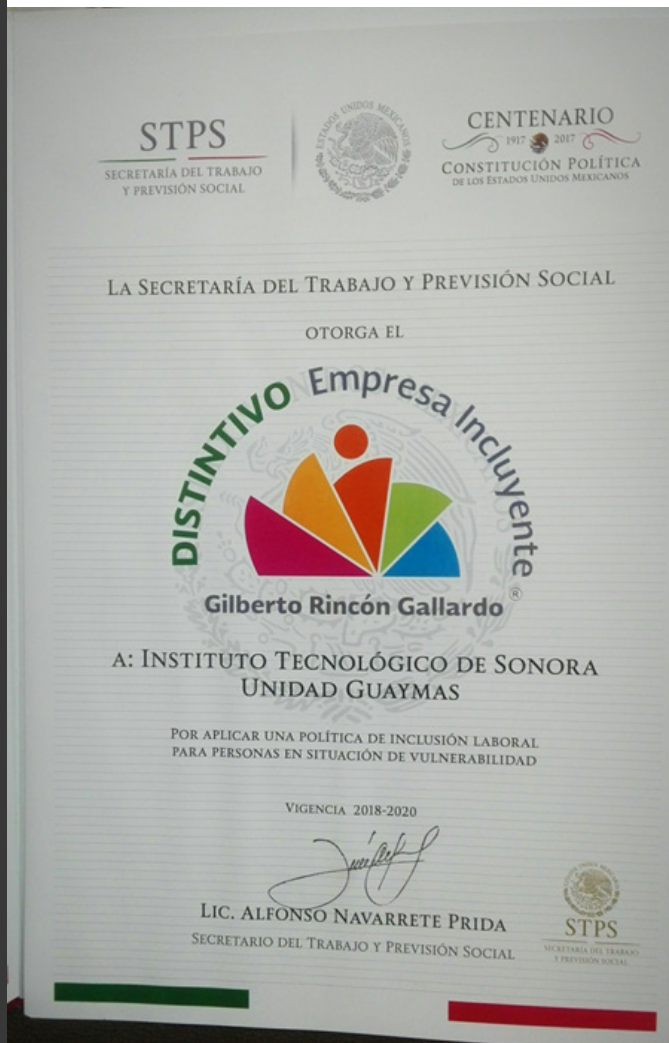 STPS
SECRETARÍA DEL TRABAJO
Y PREVISIÓN SOCIAL
ESTADOS UNIDOS MEXICANOS
CENTENARIO
1917 2017
CONSTITUCIÓN POLÍTICA
DE LOS ESTADOS UNIDOS MEXICANOS
LA SECRETARÍA DEL TRABAJO Y PREVISIÓN SOCIAL
OTORGA EL
DISTINTIVO Empresa Incluyente
Gilberto Rincón Gallardo ®
A: INSTITUTO TECNOLÓGICO DE SONORA
UNIDAD GUAYMAS
POR APLICAR UNA POLÍTICA DE INCLUSIÓN LABORAL
PARA PERSONAS EN SITUACIÓN DE VULNERABILIDAD
VIGENCIA 2018-2020
LIC. ALFONSO NAVARRETE PRIDA
SECRETARIO DEL TRABAJO Y PREVISIÓN SOCIAL
STPS
SECRETARÍA DEL TRABAJO
Y PREVISIÓN SOCIAL